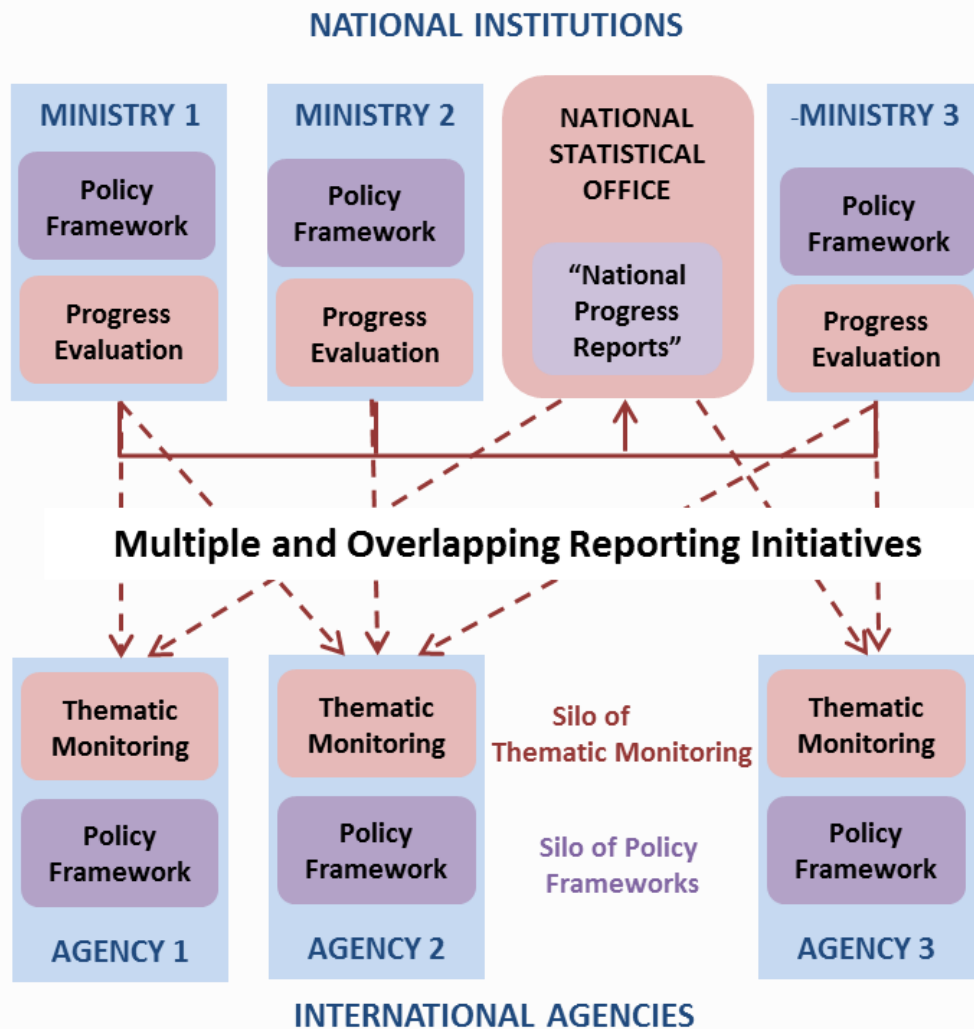 NATIONAL INSTITUTIONS
MINISTRY 1
Policy
Framework
Progress
Evaluation
MINISTRY 2
Policy
Framework
Progress
Evaluation
NATIONAL
STATISTICAL
OFFICE
“National
Progress
Reports”
-MINISTRY 3
Policy
Framework
Progress
Evaluation
Multiple and Overlapping Reporting Initiatives
Thematic
Monitoring
Policy
Framework
AGENCY 1
Thematic
Monitoring
Policy
Framework
AGENCY 2
Silo of
Thematic Monitoring
Silo of Policy
Frameworks
Thematic
Monitoring
Policy
Framework
AGENCY 3
INTERNATIONAL AGENCIES